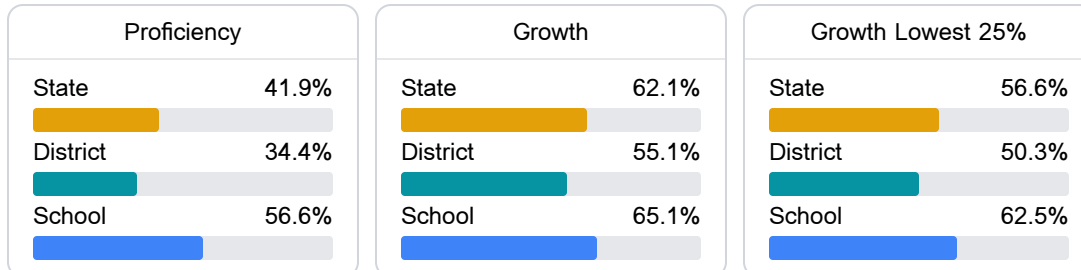 Proficiency
State 41.9%
District 34.4%
School 56.6%
Growth
State 62.1%
District 55.1%
School 65.1%
Growth Lowest 25%
State 56.6%
District 50.3%
School 62.5%